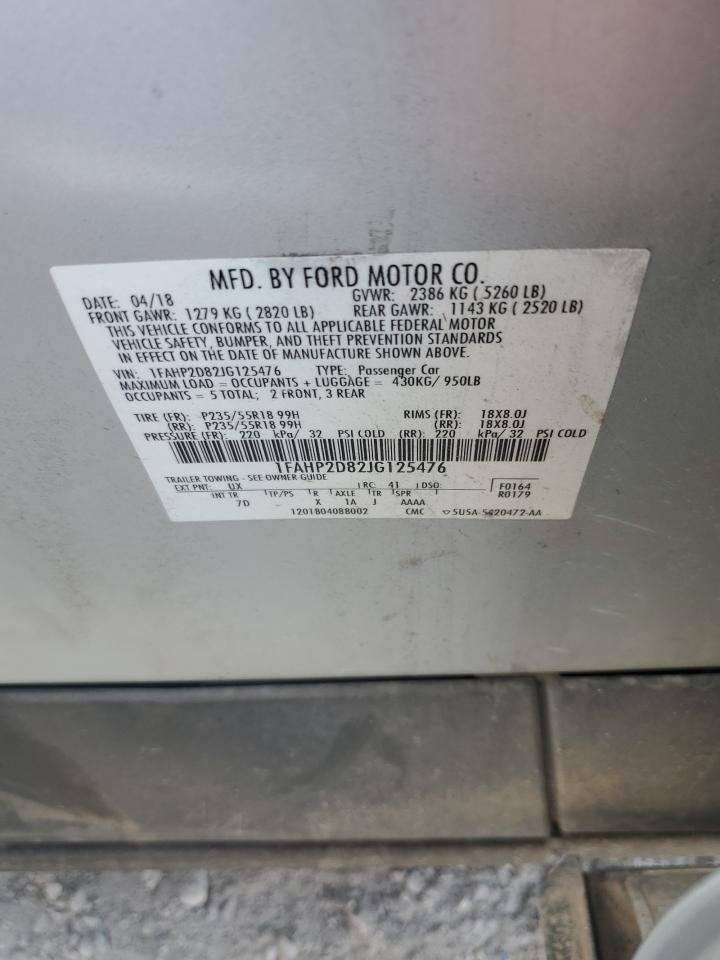 MFD. BY FORD MOTOR CO.
DATE: 04/18 GVWR: 2386 KG ( 5260 LB)
FRONT GAWR: 1279 KG ( 2820 LB) REAR GAWR: 1143 KG ( 2520 LB)
THIS VEHICLE CONFORMS TO ALL APPLICABLE FEDERAL MOTOR
VEHICLE SAFETY, BUMPER, AND THEFT PREVENTION STANDARDS
IN EFFECT ON THE DATE OF MANUFACTURE SHOWN ABOVE.
VIN: 1FAHP2D82JG125476 TYPE: Passenger Car
MAXIMUM LOAD = OCCUPANTS + LUGGAGE = 430KG/ 950LB
OCCUPANTS = 5 TOTAL; 2 FRONT, 3 REAR
TIRE (FR): P235/55R18 99H RIMS (FR): 18X8.0J
(RR): P235/55R18 99H (RR): 18X8.0J
PRESSURE (FR): 220 kPa/ 32 PSI COLD (RR): 220 kPa/ 32 PSI COLD
1FAHP2D82JG125476
TRAILER TOWING - SEE OWNER GUIDE
EXT PNT: UX RC: 41 DSO: F0164
INT TR TP/PS R AXLE TR SPR R0179
7D X 1A J AAAA
1201804088002 CMC 5U5A-5420472-AA